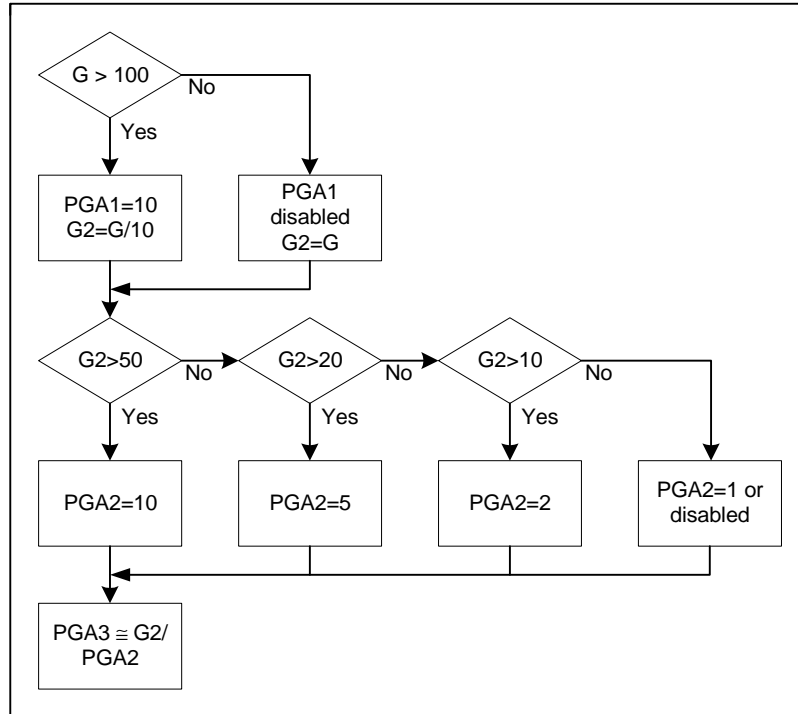 G > 100
No
Yes
PGA1=10
G2=G/10
PGA1
disabled
G2=G
G2>50
No
G2>20
No
G2>10
No
Yes
Yes
Yes
PGA2=10
PGA2=5
PGA2=2
PGA2=1 or
disabled
PGA3 ≅ G2/
PGA2